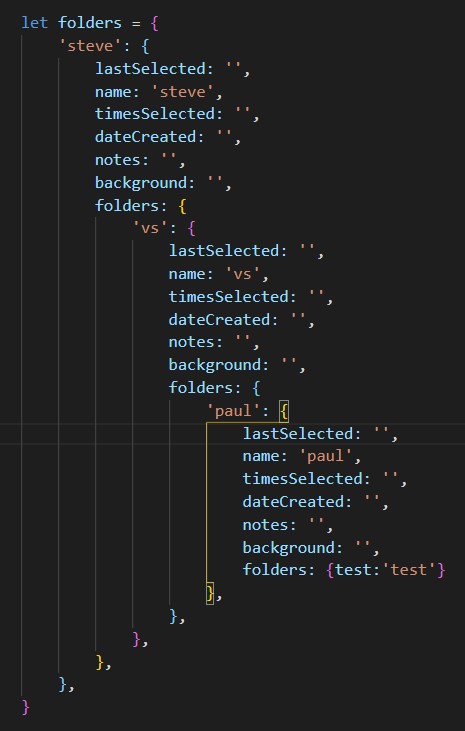 let folders = {
    'steve': {
        lastSelected: '',
        name: 'steve',
        timesSelected: '',
        dateCreated: '',
        notes: '',
        background: '',
        folders: {
            'vs': {
                lastSelected: '',
                name: 'vs',
                timesSelected: '',
                dateCreated: '',
                notes: '',
                background: '',
                folders: {
                    'paul': {
                        lastSelected: '',
                        name: 'paul',
                        timesSelected: '',
                        dateCreated: '',
                        notes: '',
                        background: '',
                        folders: {test:'test'}
                    },
                },
            },
        },
    },
}